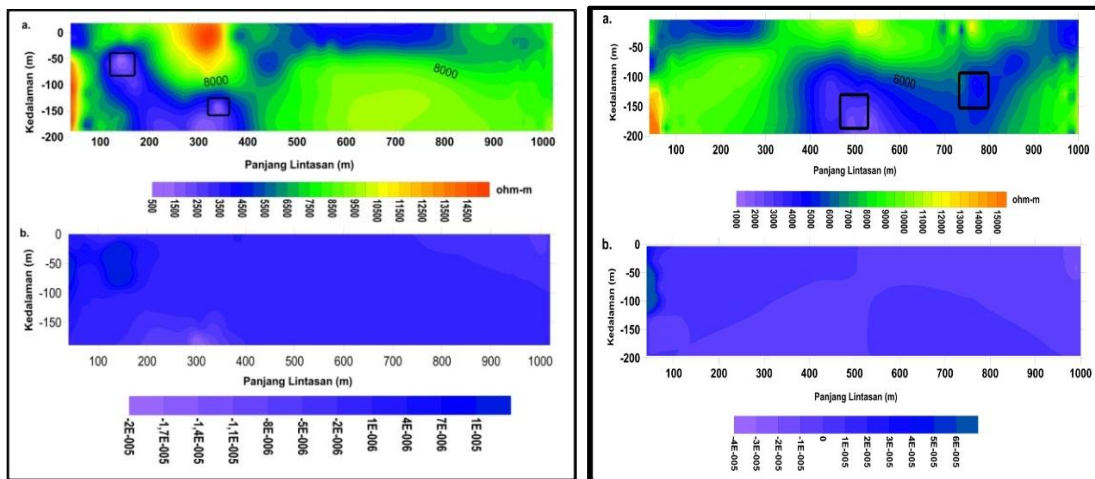 a.
Kedalaman (m)
0
-50
-100
-150
-200
8000
8000
100 200 300 400 500 600 700 800 900 1000
Panjang Lintasan (m)
500 1500 2500 3500 4500 5500 6500 7500 8500 9500 10500 11500 12500 13500 14500
ohm-m
b.
Kedalaman (m)
0
-50
-100
-150
100 200 300 400 500 600 700 800 900 1000
Panjang Lintasan (m)
-2E-005 -1,7E-005 -1,4E-005 -1,1E-005 -8E-006 -5E-006 -2E-006 1E-006 4E-006 7E-006 1E-005
a.
Kedalaman (m)
0
-50
-100
-150
-200
6000
100 200 300 400 500 600 700 800 900 1000
Panjang Lintasan (m)
1000 2000 3000 4000 5000 6000 7000 8000 9000 10000 11000 12000 13000 14000 15000
ohm-m
b.
Kedalaman (m)
0
-50
-100
-150
-200
100 200 300 400 500 600 700 800 900 1000
Panjang Lintasan (m)
-4E-005 -3E-005 -2E-005 -1E-005 0 1E-005 2E-005 3E-005 4E-005 5E-005 6E-005